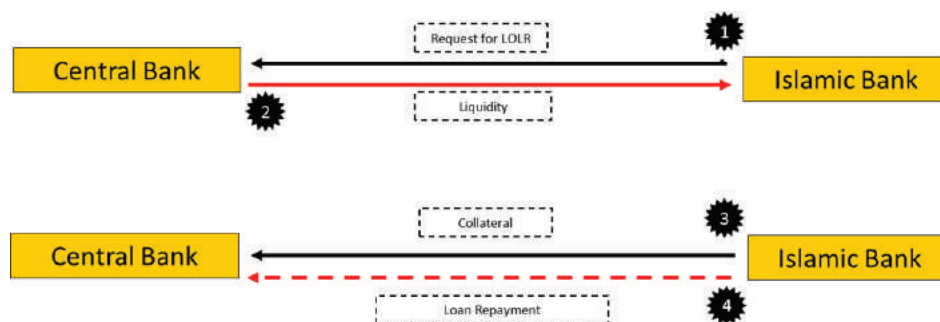 Request for LOLR
1
Central Bank
Islamic Bank
2
Liquidity
Collateral
3
Central Bank
Islamic Bank
Loan Repayment
4